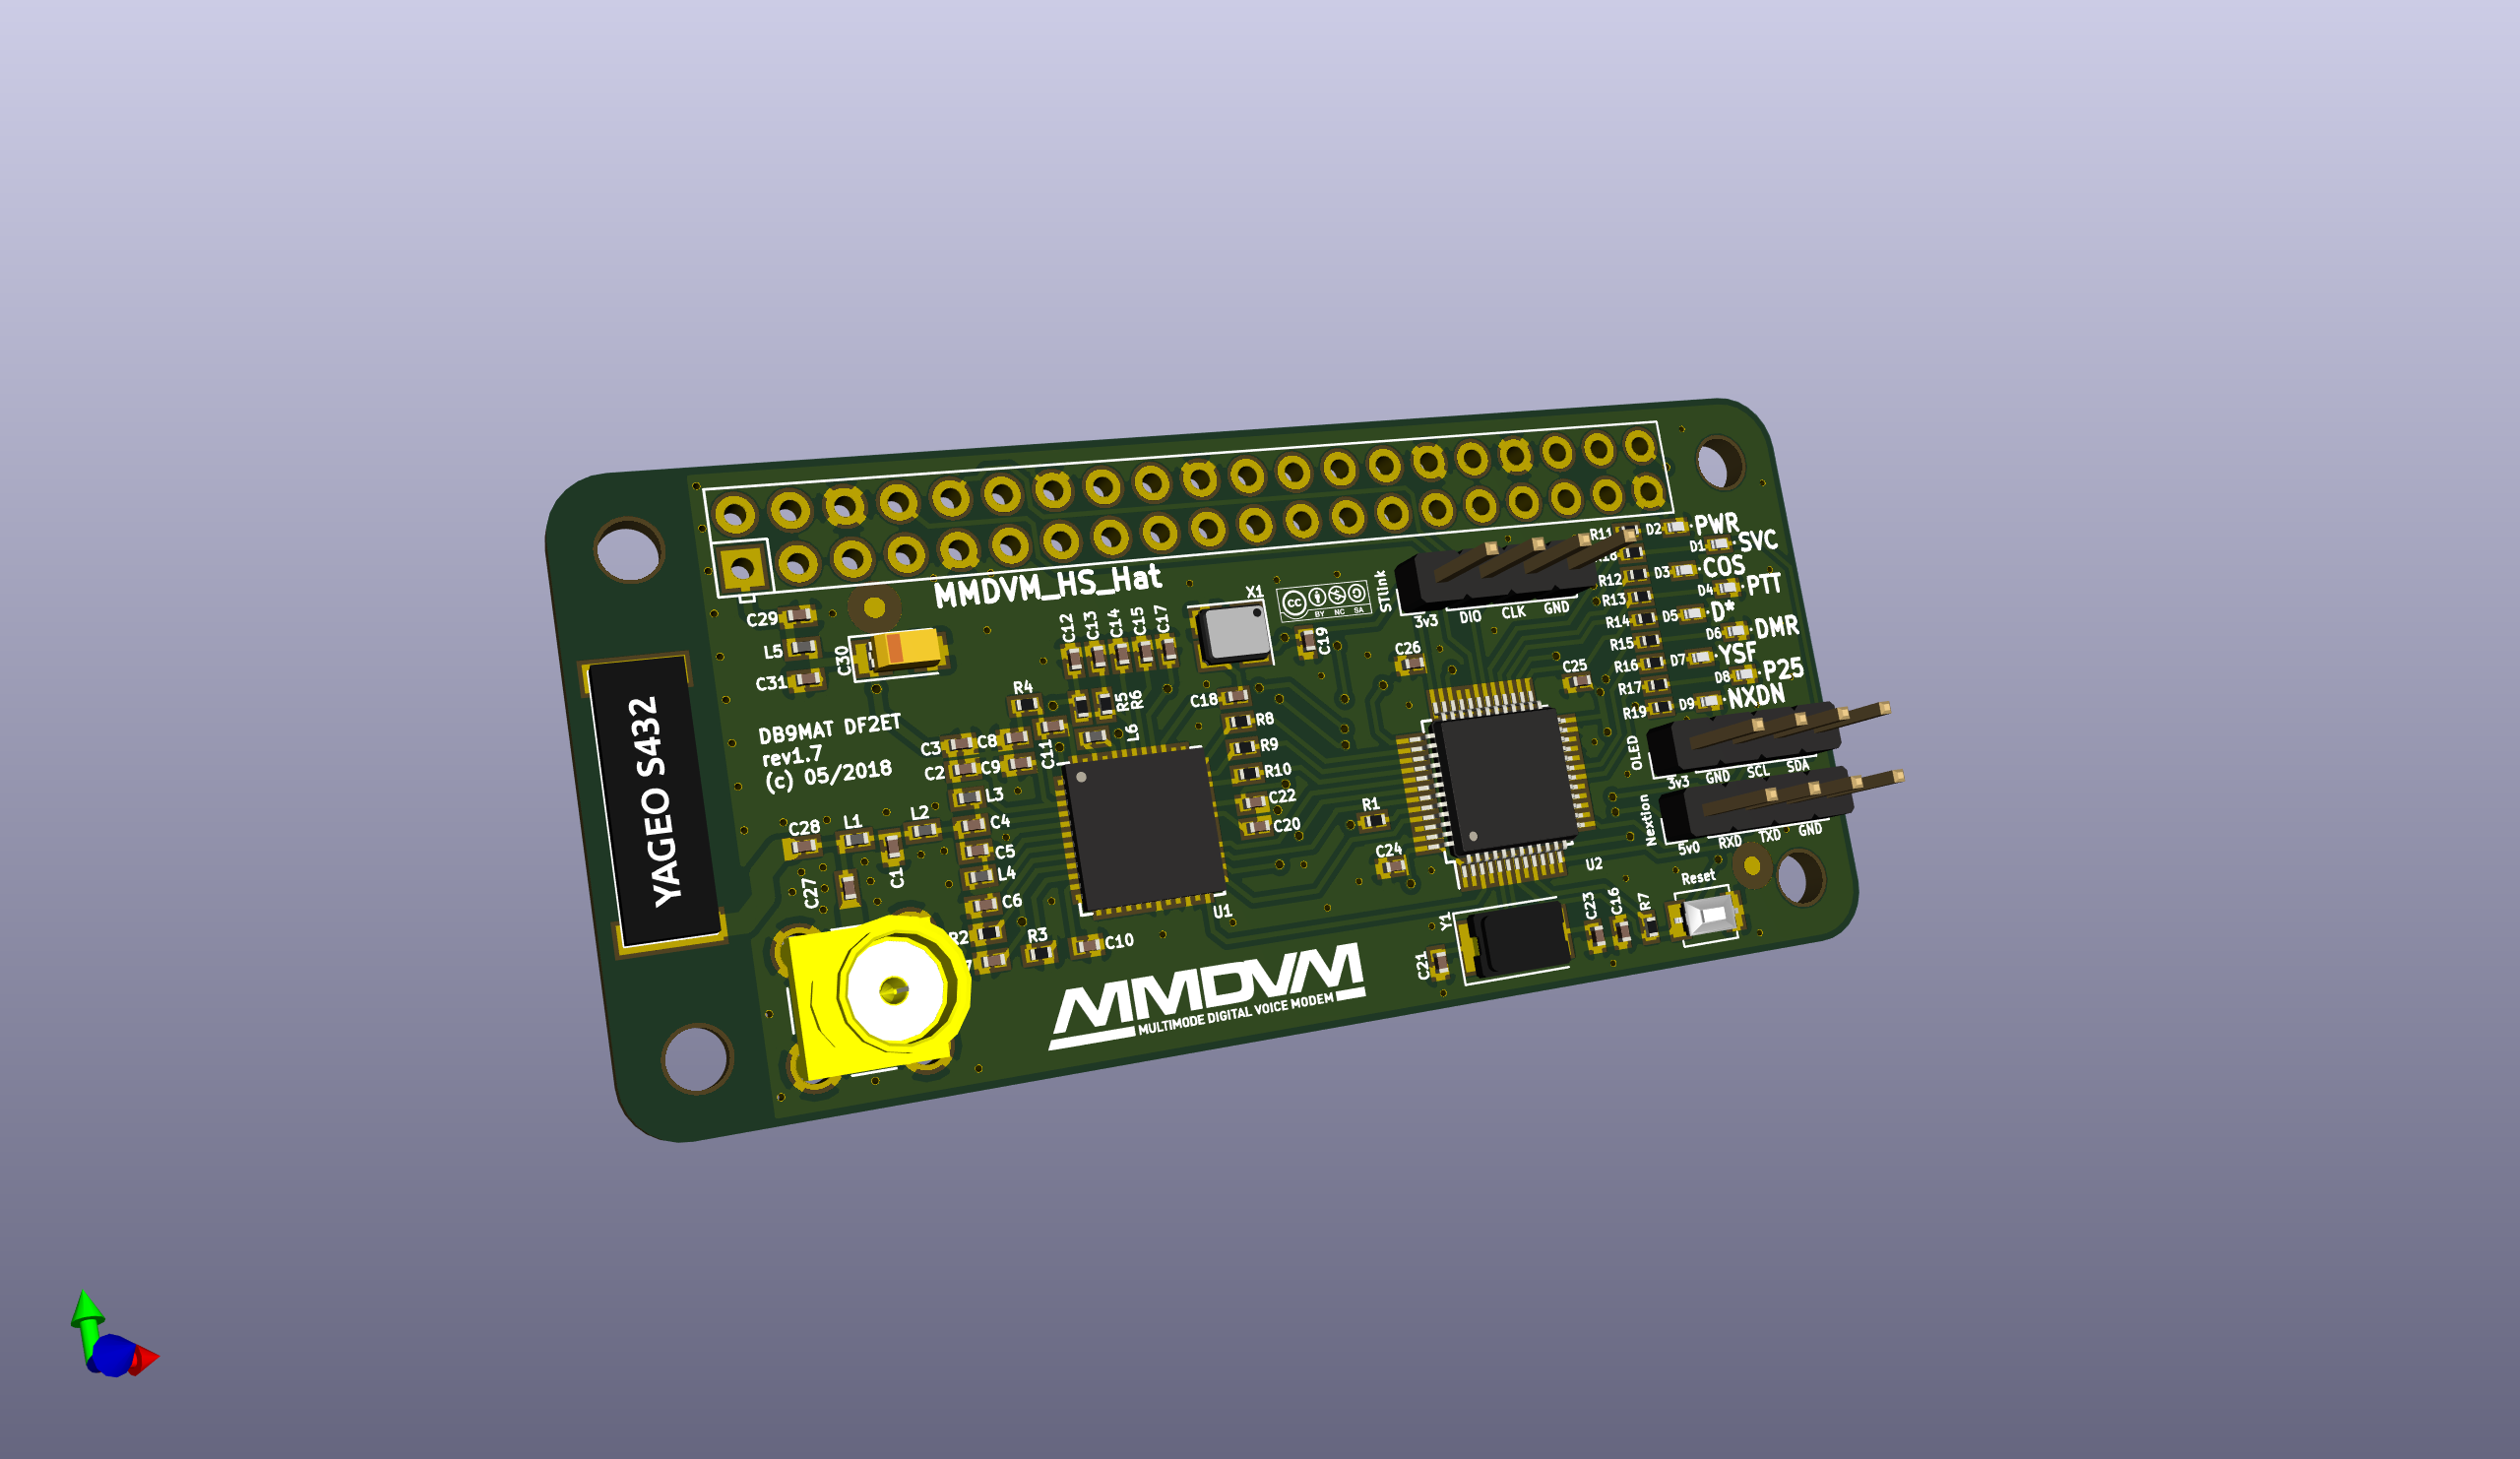 MMDVM_HS_Hat
C29
L5
C31
C30
YAGEO S432
DB9MAT DF2ET
rev1.7
(c) 05/2018
C12
C13
C14
C15
C17
X1
cc
BY NC SA
C19
STlink
3v3 DIO CLK GND
R11
D2 PWR
D1 SVC
R12
D3 COS
R13
D4 PTT
R14
D5 D*
R15
D6 DMR
R16
D7 YSF
R17
D8 P25
R19
D9 NXDN
C26
C25
R4
R5
R6
L6
C18
R8
R9
R10
C22
C20
C3
C8
C2
C9
C11
L3
C4
C5
L4
C6
R2
R3
C10
C28
L1
L2
C1
C27
U1
R1
C24
U2
OLED
3v3 GND SCL SDA
Nextion
5v0 RXD TXD GND
Reset
Y1
C21
C23
C16
R7
MMDVM
MULTIMODE DIGITAL VOICE MODEM